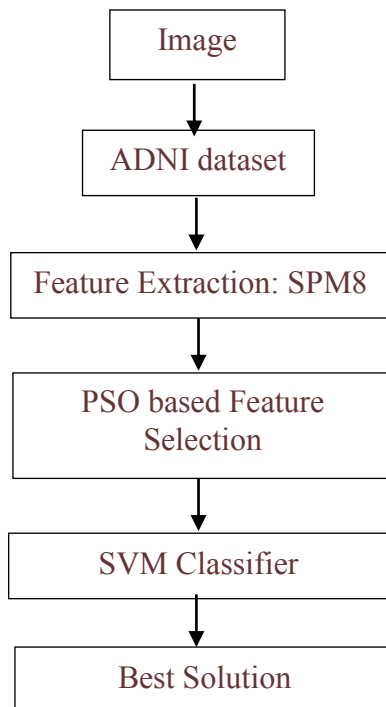 Image
ADNI dataset
Feature Extraction: SPM8
PSO based Feature
Selection
SVM Classifier
Best Solution